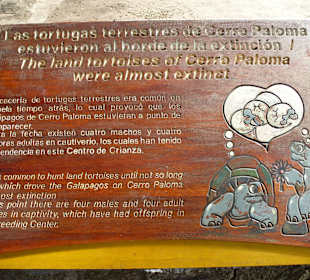 Las tortugas terrestres de Cerro Paloma
estuvieron al borde de la extinción /
The land tortoises of Cerro Paloma
were almost extinct
cacería de tortugas terrestres era común en
tiempo atrás, lo cual provocó que los
de Cerro Paloma estuvieran a punto de
la fecha existen cuatro machos y cuatro
adultas en cautiverio, los cuales han tenido
en este Centro de Crianza.
common to hunt land tortoises until not so long
which drove the Galapagos on Cerro Paloma
extinction
point there are four males and four adult
in captivity, which have had offspring in
Center.